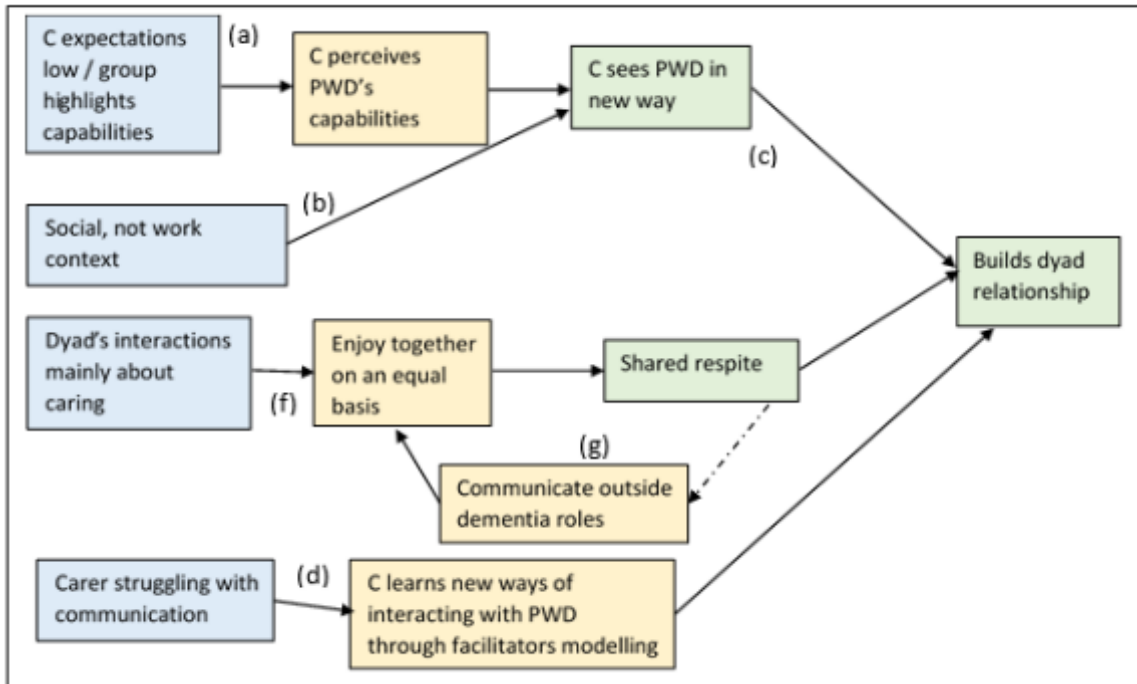 C expectations
low / group
highlights
capabilities
(a)
C perceives
PWD's
capabilities
C sees PWD in
new way
(c)
(b)
Social, not work
context
Builds dyad
relationship
Dyad's interactions
mainly about
caring
(f)
Enjoy together
on an equal
basis
Shared respite
(g)
Communicate outside
dementia roles
Carer struggling with
communication
(d)
C learns new ways of
interacting with PWD
through facilitators modelling